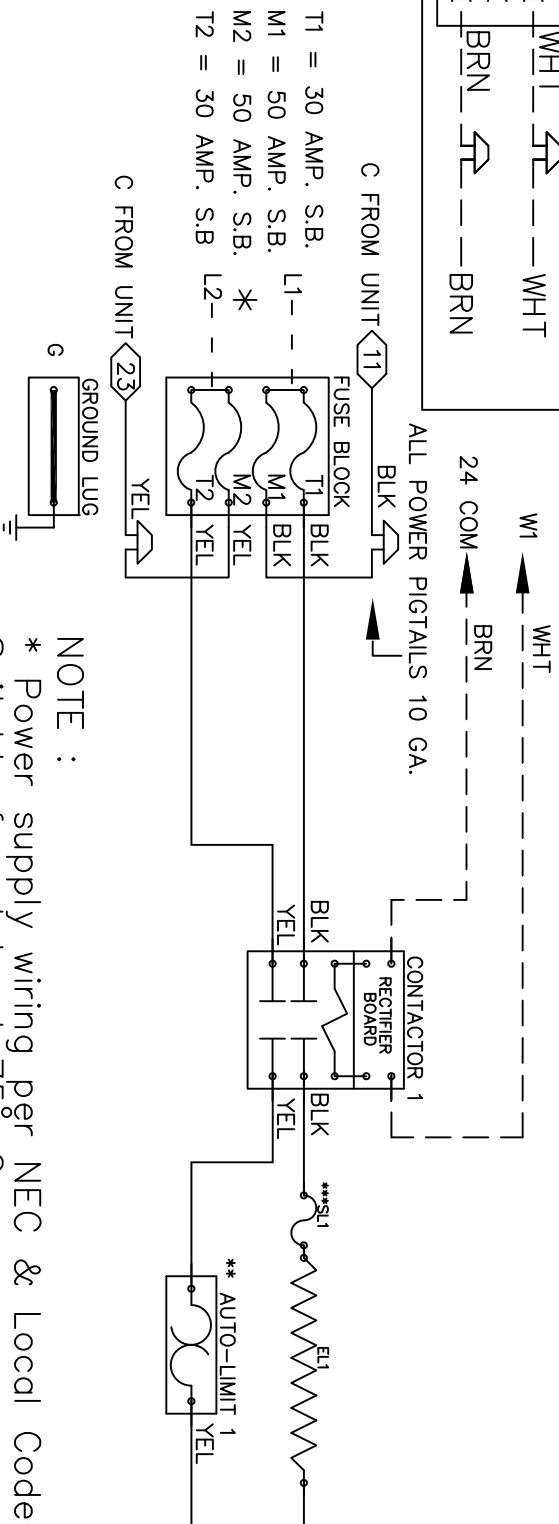 WHT WHT
BRN BRN
W1 WHT
24 COM BRN
ALL POWER PIGTAILS 10 GA.
C FROM UNIT 11 BLK
T1 = 30 AMP. S.B.
M1 = 50 AMP. S.B.
M2 = 50 AMP. S.B. *
T2 = 30 AMP. S.B
L1
L2
FUSE BLOCK
T1 BLK
M1 BLK
M2 YEL
T2 YEL
CONTACTOR 1
RECTIFIER
BOARD
BLK BLK
YEL YEL
***SL1 EL1
** AUTO-LIMIT 1
YEL
C FROM UNIT 23 YEL
GROUND LUG
G
NOTE :
* Power supply wiring per NEC & Local Code